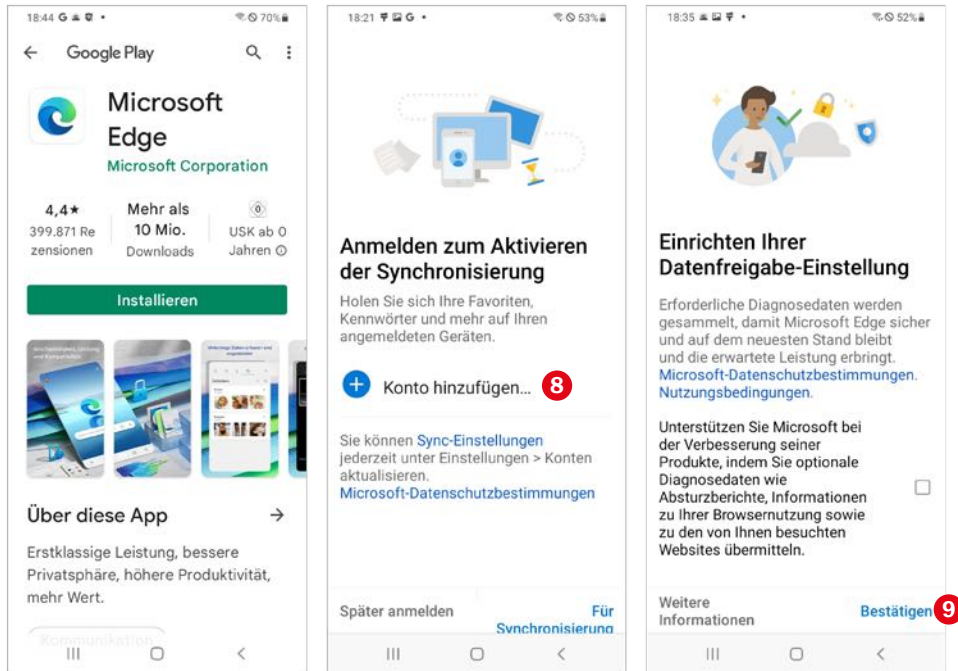 18:44 G
70%
Google Play
Microsoft
Edge
Microsoft Corporation
4,4★
399.871 Re
zensionen
Mehr als
10 Mio.
Downloads
0
USK ab 0
Jahren
Installieren
Über diese App
Erstklassige Leistung, bessere
Privatsphäre, höhere Produktivität,
mehr Wert.
Kommunikation
18:21 G
53%
Anmelden zum Aktivieren
der Synchronisierung
Holen Sie sich Ihre Favoriten,
Kennwörter und mehr auf Ihren
angemeldeten Geräten.
Konto hinzufügen... 8
Sie können Sync-Einstellungen
jederzeit unter Einstellungen > Konten
aktualisieren.
Microsoft-Datenschutzbestimmungen
Später anmelden
Für
Synchronisierung
18:35
52%
Einrichten Ihrer
Datenfreigabe-Einstellung
Erforderliche Diagnosedaten werden
gesammelt, damit Microsoft Edge sicher
und auf dem neuesten Stand bleibt
und die erwartete Leistung erbringt.
Microsoft-Datenschutzbestimmungen.
Nutzungsbedingungen.
Unterstützen Sie Microsoft bei
der Verbesserung seiner
Produkte, indem Sie optionale
Diagnosedaten wie
Absturzberichte, Informationen
zu Ihrer Browsernutzung sowie
zu den von Ihnen besuchten
Websites übermitteln.
Weitere
Informationen
Bestätigen 9